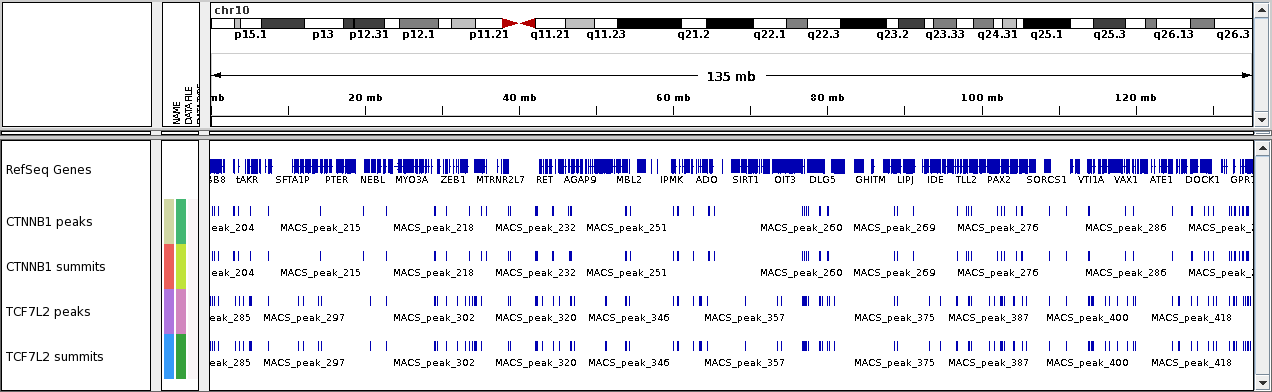 chr10
p15.1 p13 p12.31 p12.1 p11.21 q11.21 q11.23 q21.2 q22.1 q22.3 q23.2 q23.33 q24.31 q25.1 q25.3 q26.13 q26.3
135 mb
mb 20 mb 40 mb 60 mb 80 mb 100 mb 120 mb
NAME
DATA FILE
RefSeq Genes
tAKR SFTA1P PTER NEBL MYO3A ZEB1 MTRNR2L7 RET AGAP9 MBL2 IPMK ADO SIRT1 OIT3 DLG5 GHITM LIPJ IDE TLL2 PAX2 SORCS1 VTI1A VAX1 ATE1 DOCK1 GPR1
CTNNB1 peaks
eak_204 MACS_peak_215 MACS_peak_218 MACS_peak_232 MACS_peak_251 MACS_peak_260 MACS_peak_269 MACS_peak_276 MACS_peak_286 MACS_peak_2
CTNNB1 summits
eak_204 MACS_peak_215 MACS_peak_218 MACS_peak_232 MACS_peak_251 MACS_peak_260 MACS_peak_269 MACS_peak_276 MACS_peak_286 MACS_peak_2
TCF7L2 peaks
eak_285 MACS_peak_297 MACS_peak_302 MACS_peak_320 MACS_peak_346 MACS_peak_357 MACS_peak_375 MACS_peak_387 MACS_peak_400 MACS_peak_418
TCF7L2 summits
eak_285 MACS_peak_297 MACS_peak_302 MACS_peak_320 MACS_peak_346 MACS_peak_357 MACS_peak_375 MACS_peak_387 MACS_peak_400 MACS_peak_418